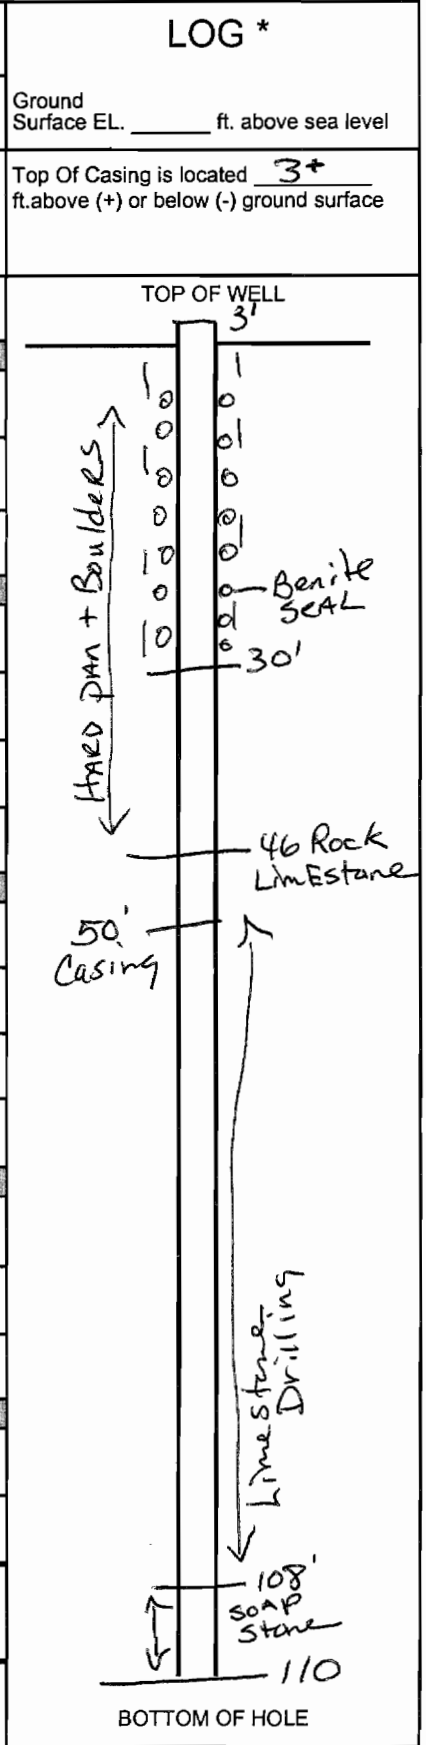 LOG *
Ground
Surface EL. ______ ft. above sea level
Top Of Casing is located 3+
ft.above (+) or below (-) ground surface
TOP OF WELL
3'
HARD PAN + Boulders
Benite
SEAL
30'
46 Rock
LimEstone
50'
Casing
Limestone
Drilling
108'
SOAP
Stone
110
BOTTOM OF HOLE